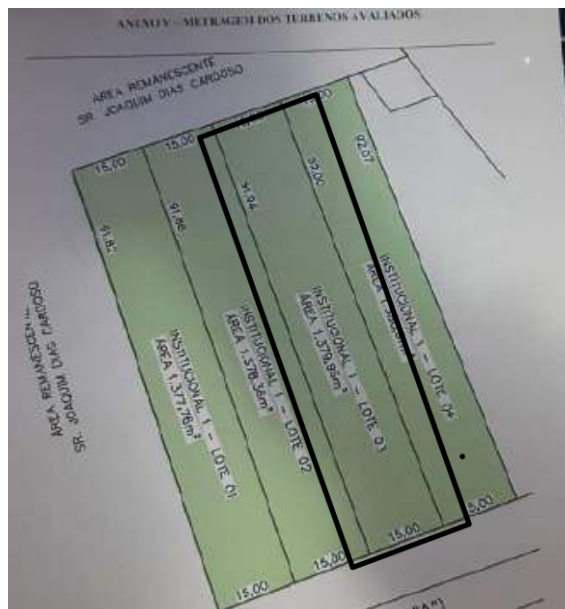 ANEXO V – METRAGEM DOS TERRENOS AVALIADOS
AREA REMANESCENTE
SR. JOAQUIM DIAS CARDOSO
15,00
15,00
91,82
91,86
91,94
92,00
92,07
AREA REMANESCEN
SR. JOAQUIM DIAS CARDOSO
INSTITUCIONAL 1 – LOTE 01
AREA 1.377,76m²
INSTITUCIONAL 1 – LOTE 02
AREA 1.378,36m²
INSTITUCIONAL 1 – LOTE 03
AREA 1.379,95m²
INSTITUCIONAL 1 – LOTE 04
15,00
15,00
15,00
5,00